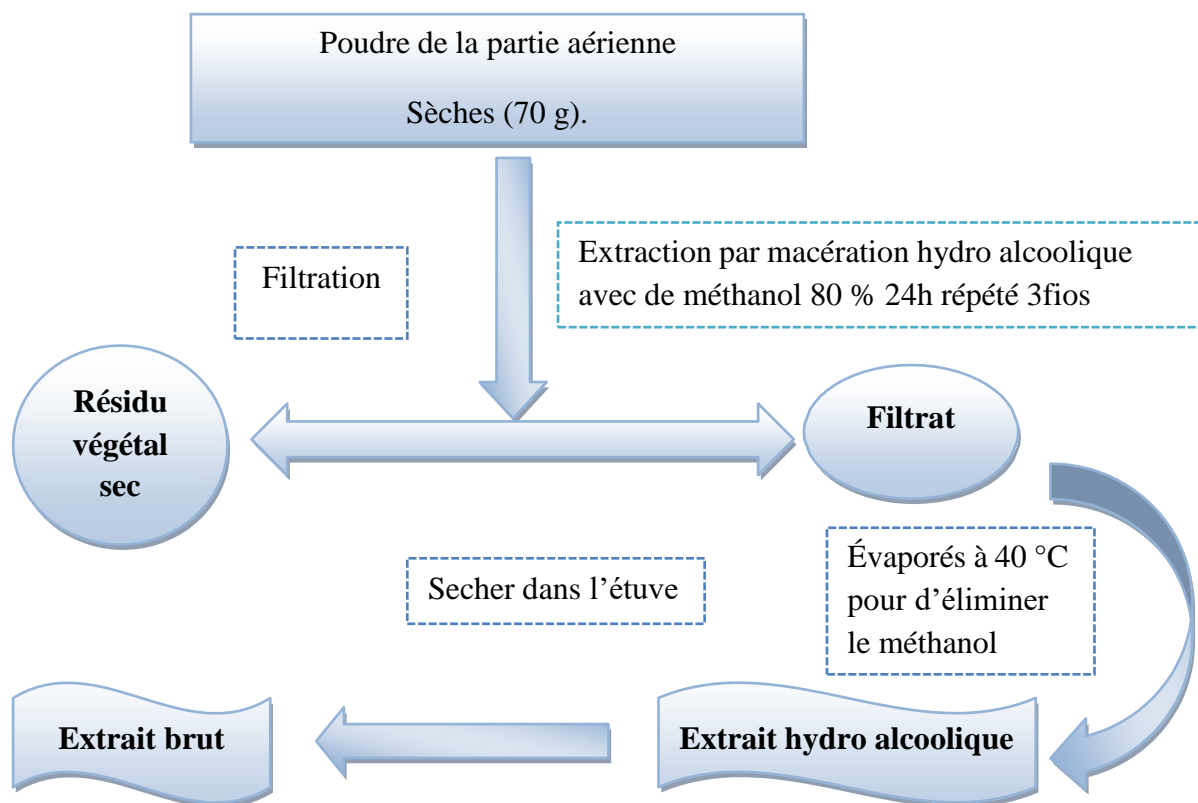 Poudre de la partie aérienne
Sèches (70 g).
Filtration
Extraction par macération hydro alcoolique
avec de méthanol 80 % 24h répété 3fios
Résidu
végétal
sec
Filtrat
Évaporés à 40 °C
pour d’éliminer
le méthanol
Secher dans l’étuve
Extrait brut
Extrait hydro alcoolique